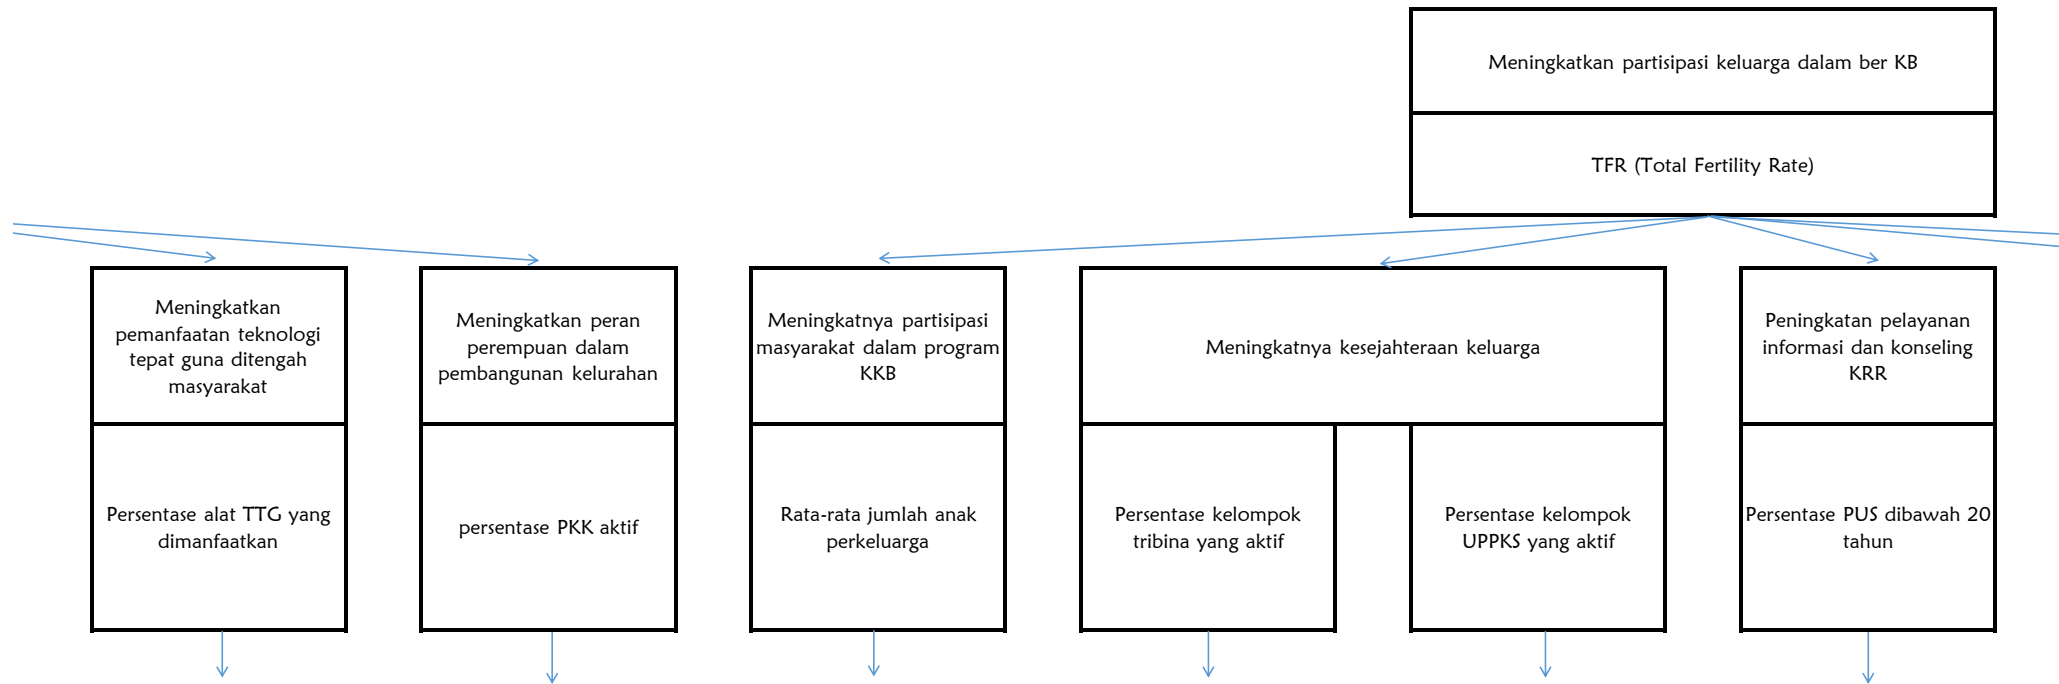 Meningkatkan partisipasi keluarga dalam ber KB
TFR (Total Fertility Rate)
Meningkatkan
pemanfaatan teknologi
tepat guna ditengah
masyarakat
Meningkatkan peran
perempuan dalam
pembangunan kelurahan
Meningkatnya partisipasi
masyarakat dalam program
KKB
Meningkatnya kesejahteraan keluarga
Peningkatan pelayanan
informasi dan konseling
KRR
Persentase alat TTG yang
dimanfaatkan
persentase PKK aktif
Rata-rata jumlah anak
perkeluarga
Persentase kelompok
tribina yang aktif
Persentase kelompok
UPPKS yang aktif
Persentase PUS dibawah 20
tahun